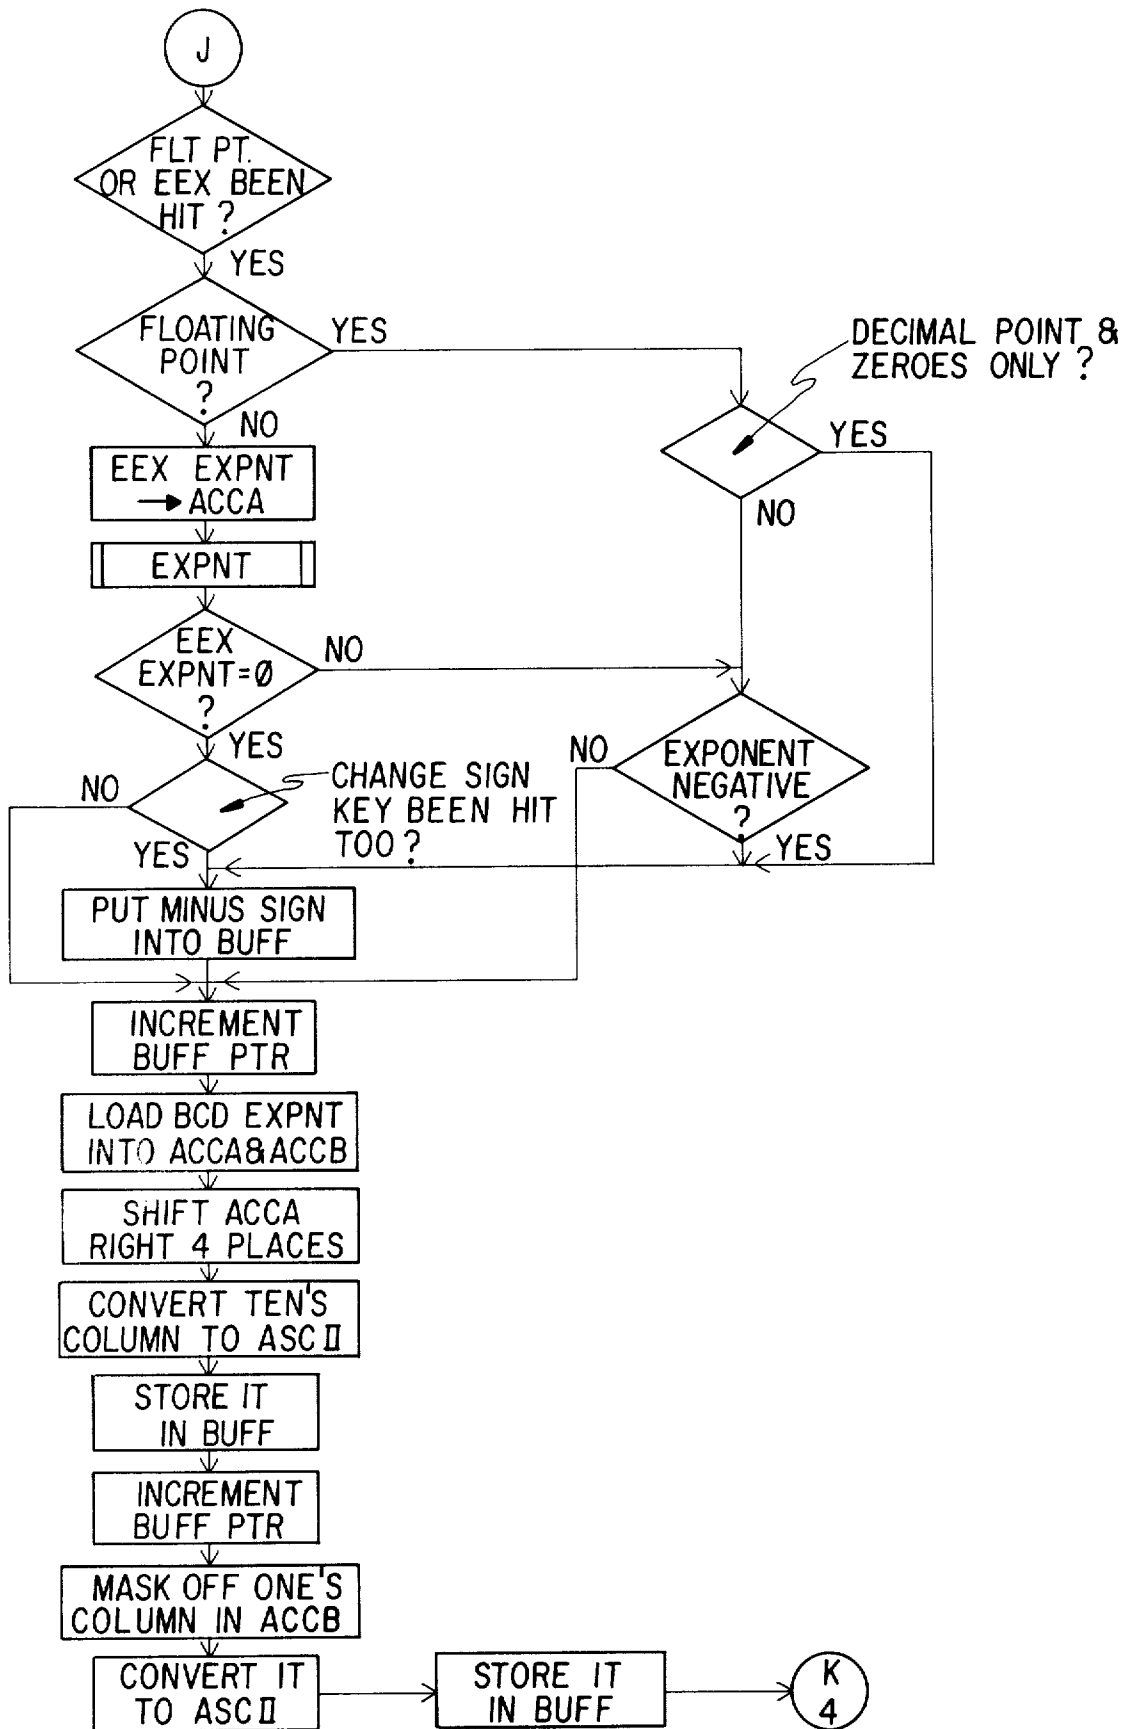 J
FLT PT.
OR EEX BEEN
HIT ?
YES
FLOATING
POINT
?
YES
NO
DECIMAL POINT &
ZEROES ONLY ?
YES
NO
EEX EXPNT
→ ACCA
EXPNT
EEX
EXPNT=Ø
?
NO
YES
EXPONENT
NEGATIVE
?
NO
YES
CHANGE SIGN
KEY BEEN HIT
TOO ?
NO
YES
PUT MINUS SIGN
INTO BUFF
INCREMENT
BUFF PTR
LOAD BCD EXPNT
INTO ACCA&ACCB
SHIFT ACCA
RIGHT 4 PLACES
CONVERT TEN'S
COLUMN TO ASCII
STORE IT
IN BUFF
INCREMENT
BUFF PTR
MASK OFF ONE'S
COLUMN IN ACCB
CONVERT IT
TO ASCII
STORE IT
IN BUFF
K
4